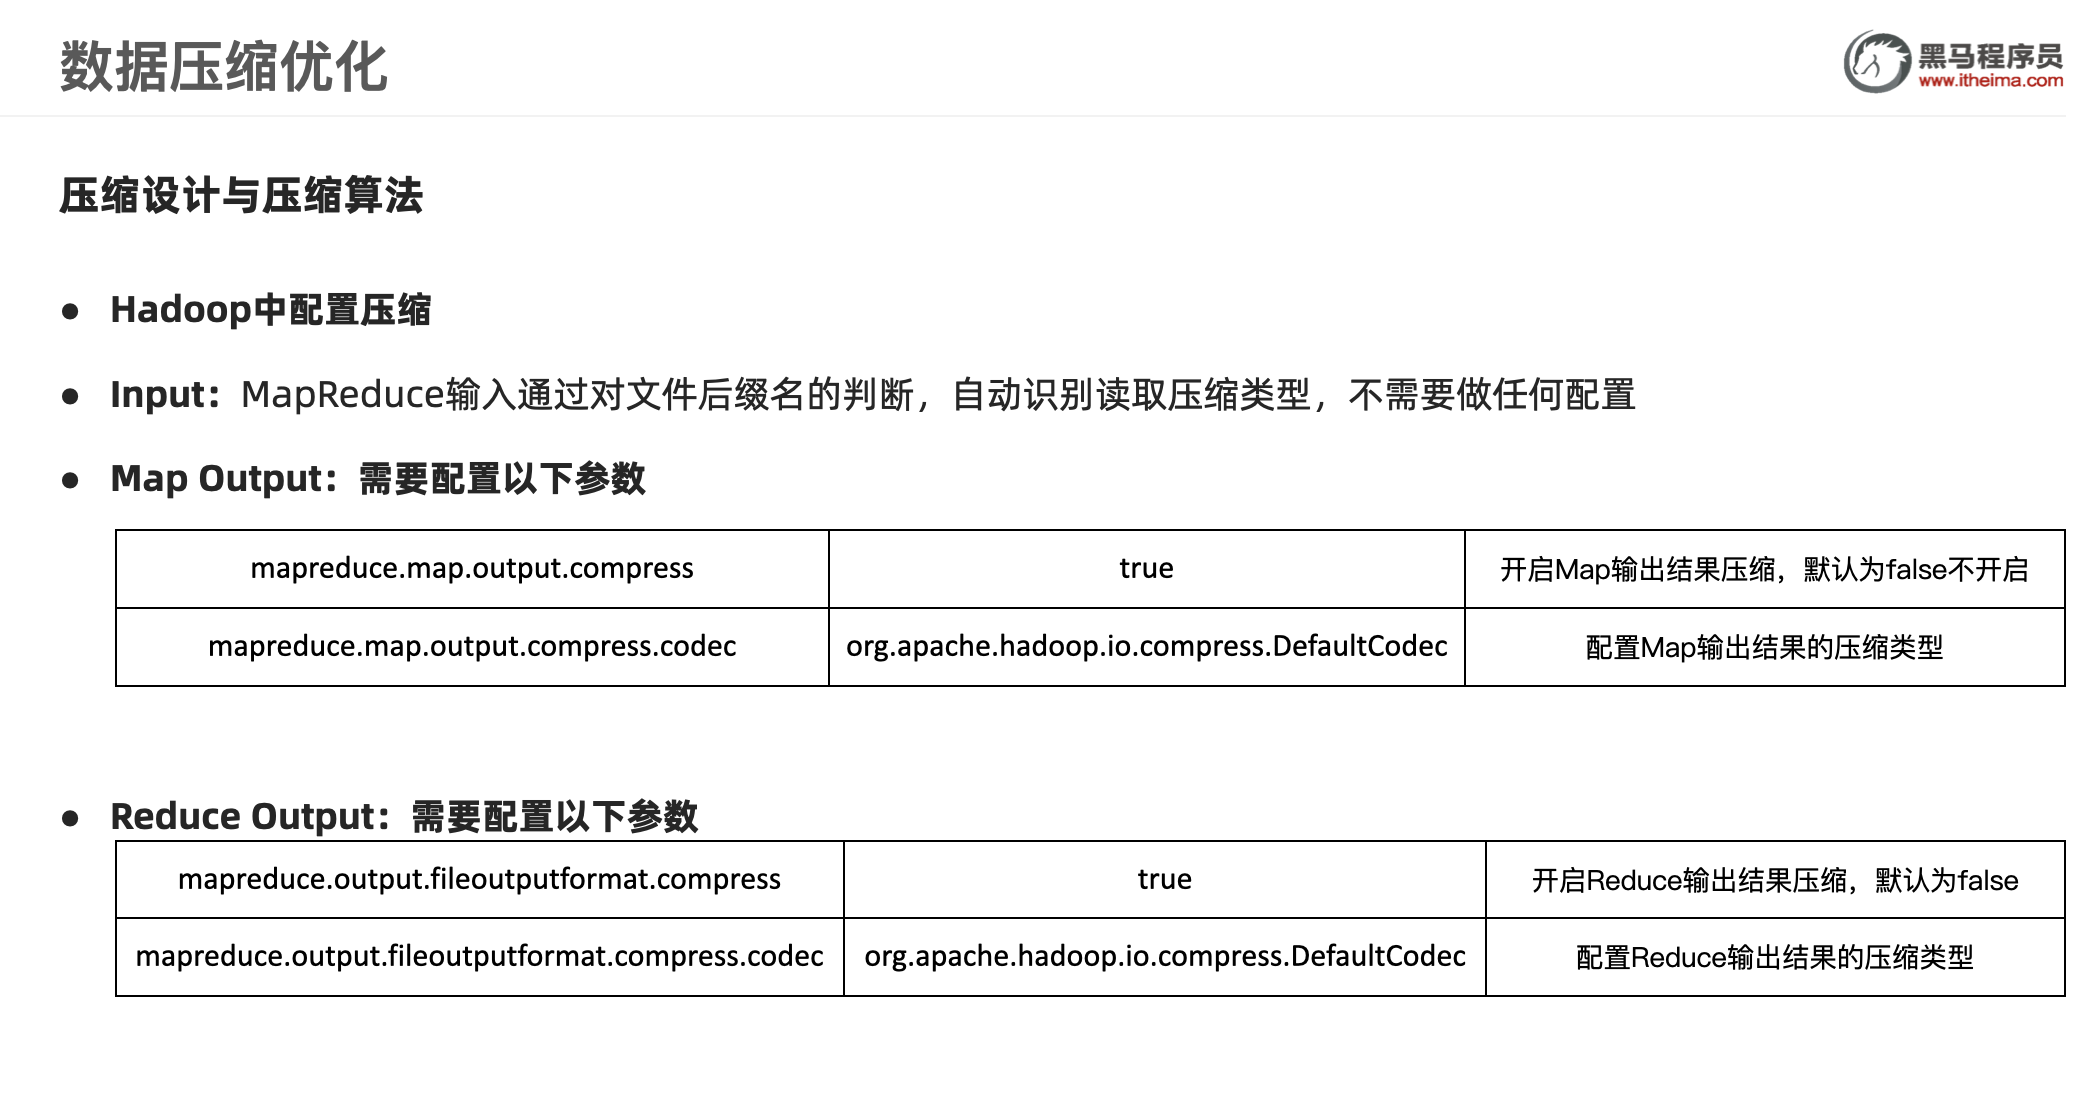 数据压缩优化
黑马程序员
www.itheima.com
压缩设计与压缩算法
● Hadoop中配置压缩
● Input：MapReduce输入通过对文件后缀名的判断，自动识别读取压缩类型，不需要做任何配置
● Map Output：需要配置以下参数
mapreduce.map.output.compress true 开启Map输出结果压缩，默认为false不开启
mapreduce.map.output.compress.codec org.apache.hadoop.io.compress.DefaultCodec 配置Map输出结果的压缩类型
● Reduce Output：需要配置以下参数
mapreduce.output.fileoutputformat.compress true 开启Reduce输出结果压缩，默认为false
mapreduce.output.fileoutputformat.compress.codec org.apache.hadoop.io.compress.DefaultCodec 配置Reduce输出结果的压缩类型